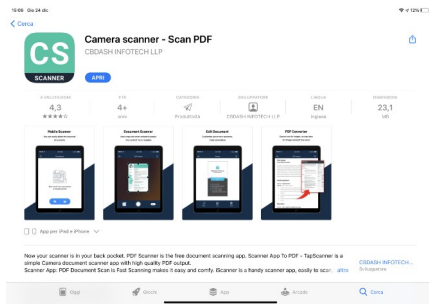 15:06 Gio 24 dic
12%
Cerca
CS
SCANNER
Camera scanner - Scan PDF
CBDASH INFOTECH LLP
APRI
4,3
4+
anni
CATEGORIA
Produttività
SVILUPPATORE
CBDASH INFOTECH LLP
LINGUA
EN
Inglese
DIMENSIONI
23,1
MB
Mobile Scanner
Document Scanner
Edit Document
PDF Converter
App per iPad e iPhone
Now your scanner is in your back pocket. PDF Scanner is the free document scanning app. Scanner App To PDF - TapScanner is a
simple Camera document scanner app with high quality PDF output.
Scanner App: PDF Document Scan is Fast Scanning makes it easy and comfy. iScanner is a handy scanner app, easily to scan, altro
CBDASH INFOTECH...
Sviluppatore
Oggi
Giochi
App
Arcade
Cerca